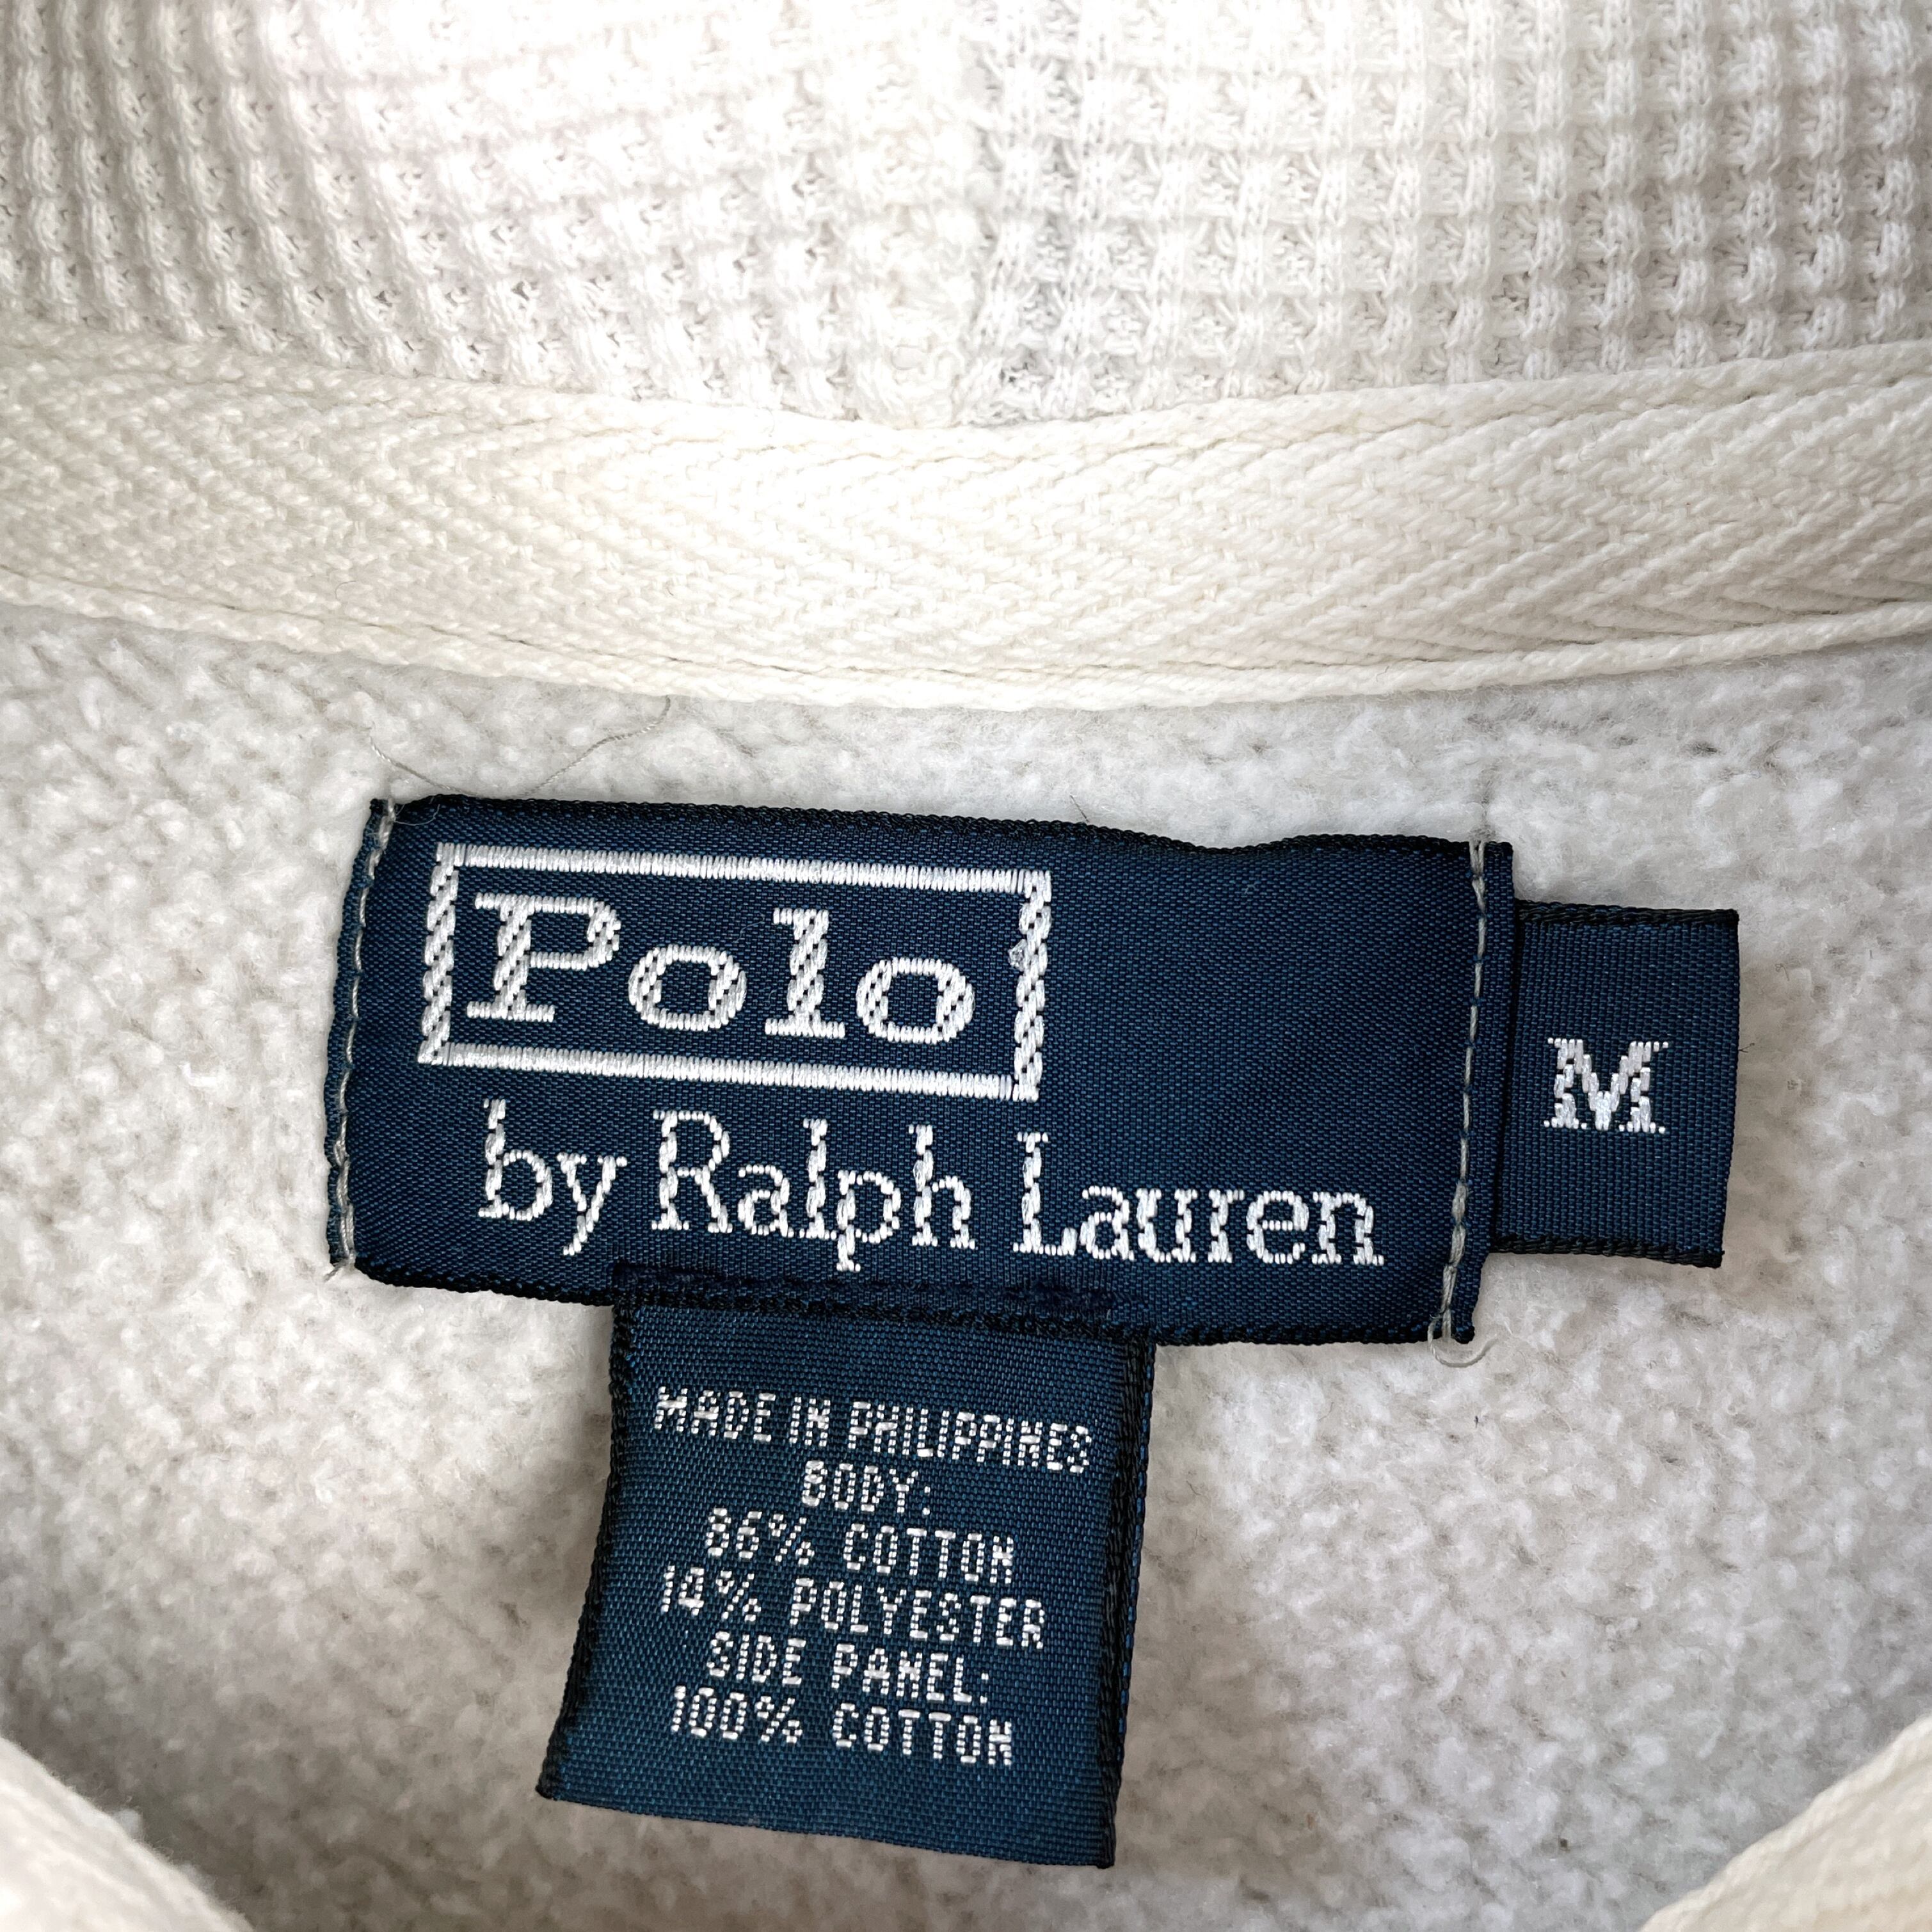 Polo
by Ralph Lauren
M
MADE IN PHILIPPINES
BODY:
86% COTTON
14% POLYESTER
SIDE PANEL:
100% COTTON